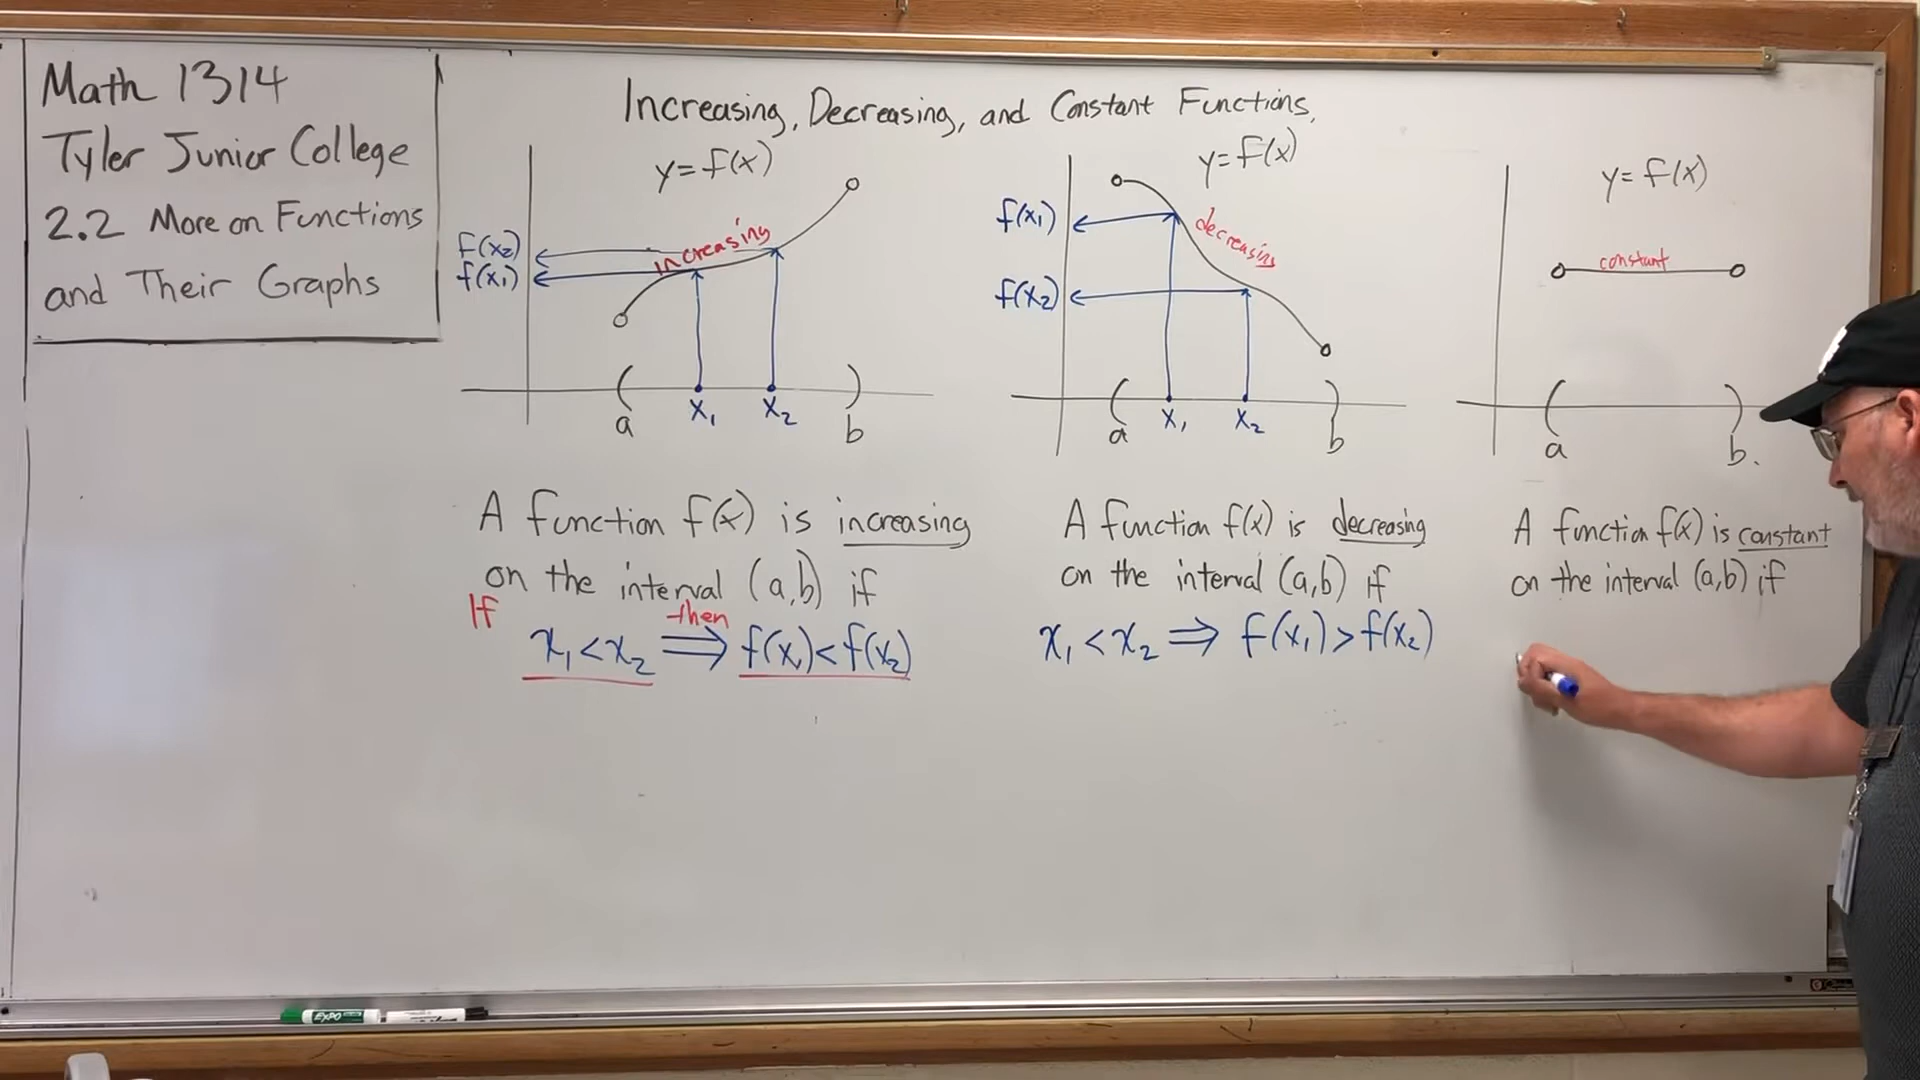 Math 1314
Tyler Junior College
2.2 More on Functions
and Their Graphs
Increasing, Decreasing, and Constant Functions.
y=f(x)
f(x₂)
f(x₁)
increasing
a
x₁
x₂
b
A function f(x) is increasing
on the interval (a,b) if
If
then
x₁<x₂ ⟹ f(x₁)<f(x₂)
y=f(x)
f(x₁)
f(x₂)
decreasing
a
x₁
x₂
b
A function f(x) is decreasing
on the interval (a,b) if
x₁<x₂ ⟹ f(x₁)>f(x₂)
y=f(x)
constant
a
b.
A function f(x) is constant
on the interval (a,b) if
EXPO